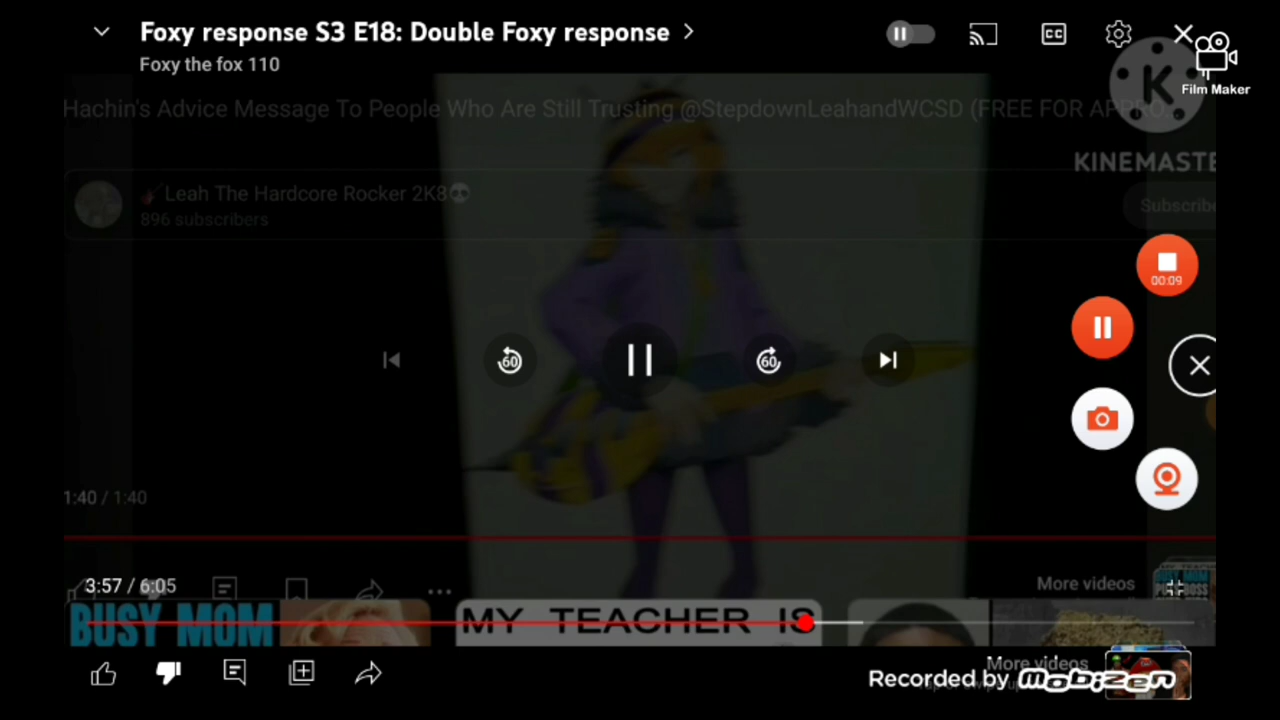 Foxy response S3 E18: Double Foxy response
Foxy the fox 110
Film Maker
Hachin's Advice Message To People Who Are Still Trusting @StepdownLeahandWCSD (FREE FOR
K
KINEMASTE
Leah The Hardcore Rocker 2K8
896 subscribers
Subscribe
00:09
60
60
1:40 / 1:40
3:57 / 6:05
More videos
BUSY MOM
MY TEACHER IS
More videos
Recorded by mobizen